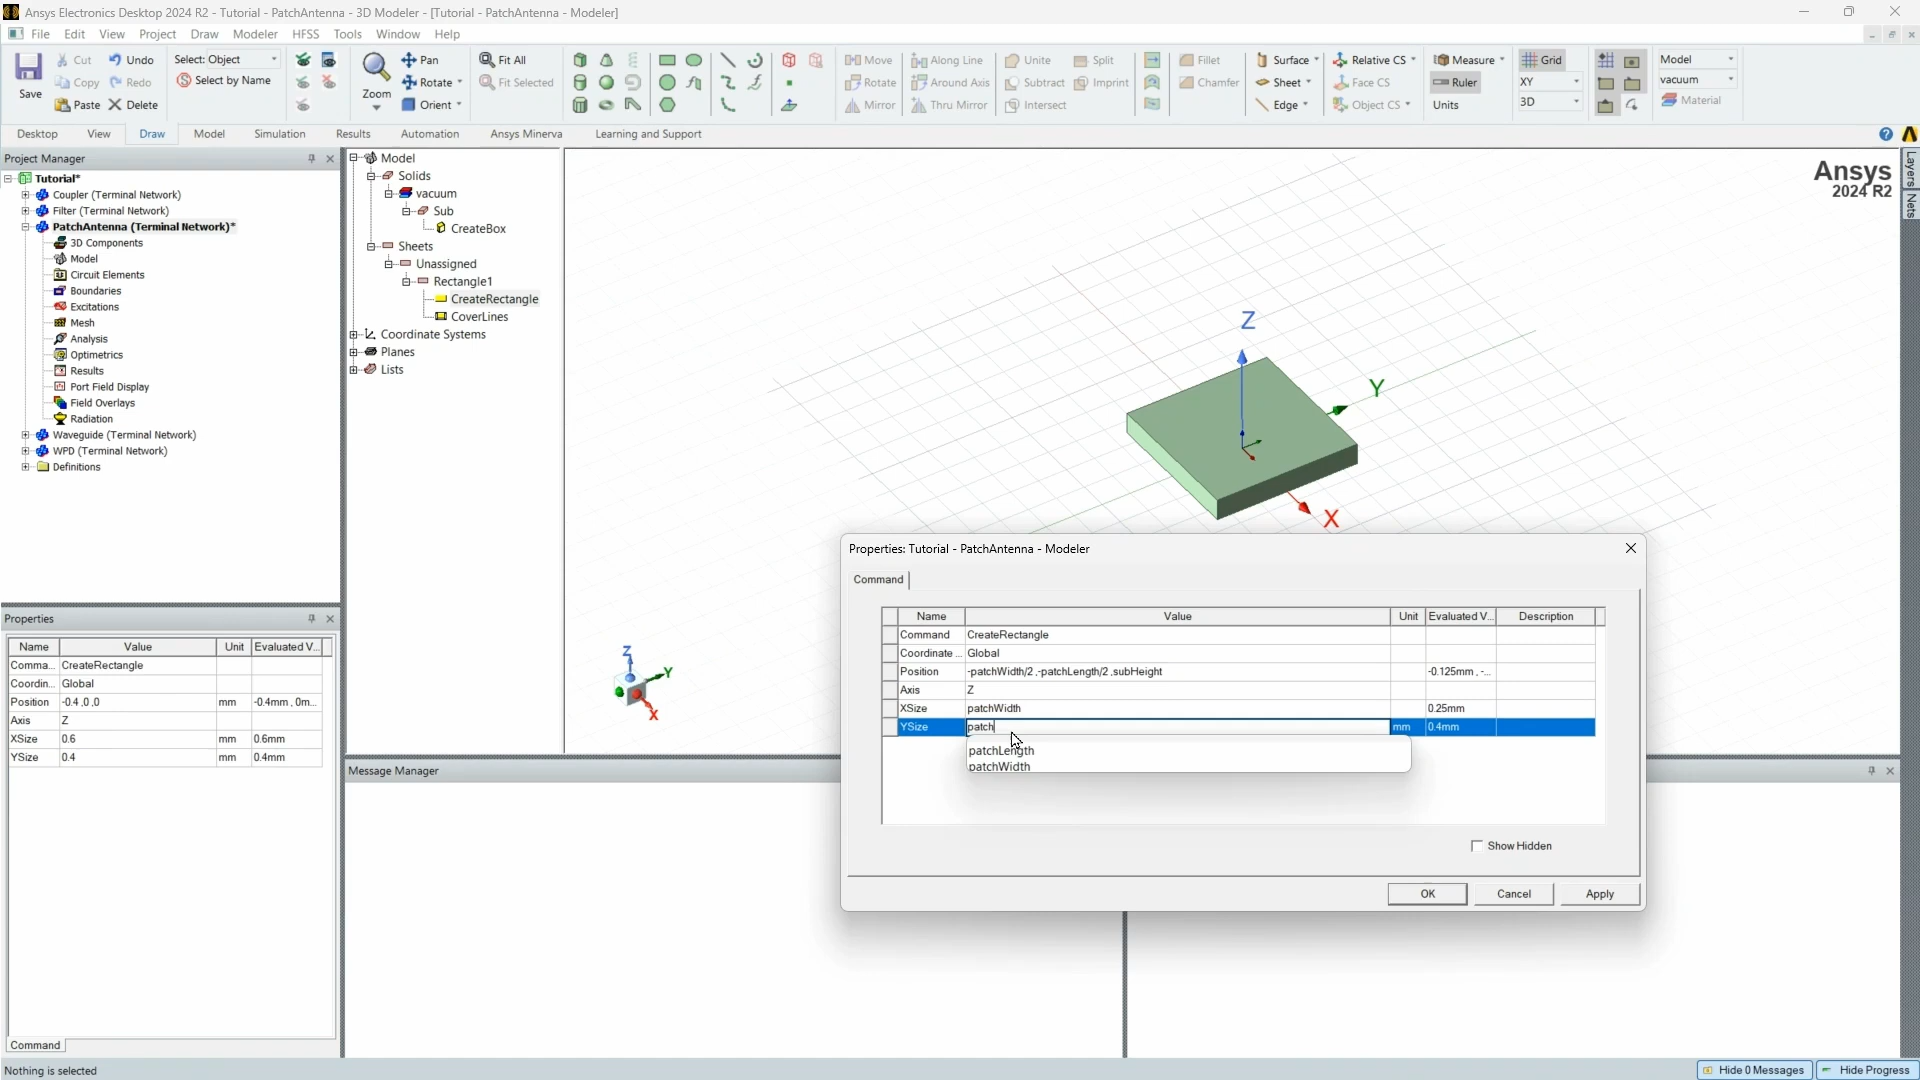 Ansys Electronics Desktop 2024 R2 - Tutorial - PatchAntenna - 3D Modeler - [Tutorial - PatchAntenna - Modeler]
File Edit View Project Draw Modeler HFSS Tools Window Help
Save
Cut Undo
Copy Redo
Paste Delete
Select: Object
Select by Name
Zoom
Pan
Rotate
Orient
Fit All
Fit Selected
Move Along Line
Rotate Around Axis
Mirror Thru Mirror
Unite Split
Subtract Imprint
Intersect
Fillet
Chamfer
Surface
Sheet
Edge
Relative CS
Face CS
Object CS
Measure
Ruler
Units
Grid
XY
3D
Model
vacuum
Material
Desktop View Draw Model Simulation Results Automation Ansys Minerva Learning and Support
Project Manager
Tutorial*
Coupler (Terminal Network)
Filter (Terminal Network)
PatchAntenna (Terminal Network)*
3D Components
Model
Circuit Elements
Boundaries
Excitations
Mesh
Analysis
Optimetrics
Results
Port Field Display
Field Overlays
Radiation
Waveguide (Terminal Network)
WPD (Terminal Network)
Definitions
Model
Solids
vacuum
Sub
CreateBox
Sheets
Unassigned
Rectangle1
CreateRectangle
CoverLines
Coordinate Systems
Planes
Lists
Ansys
2024 R2
Layers Nets
Z
Y
X
Z
Y
X
Properties
Name Value Unit Evaluated V...
Comma... CreateRectangle
Coordin... Global
Position -0.4 ,0 ,0 mm -0.4mm , 0m...
Axis Z
XSize 0.6 mm 0.6mm
YSize 0.4 mm 0.4mm
Command
Message Manager
Properties: Tutorial - PatchAntenna - Modeler
Command
Name Value Unit Evaluated V... Description
Command CreateRectangle
Coordinate ... Global
Position -patchWidth/2 ,-patchLength/2 ,subHeight -0.125mm , -...
Axis Z
XSize patchWidth 0.25mm
YSize patch mm 0.4mm
patchLength
patchWidth
Show Hidden
OK Cancel Apply
Nothing is selected
Hide 0 Messages Hide Progress